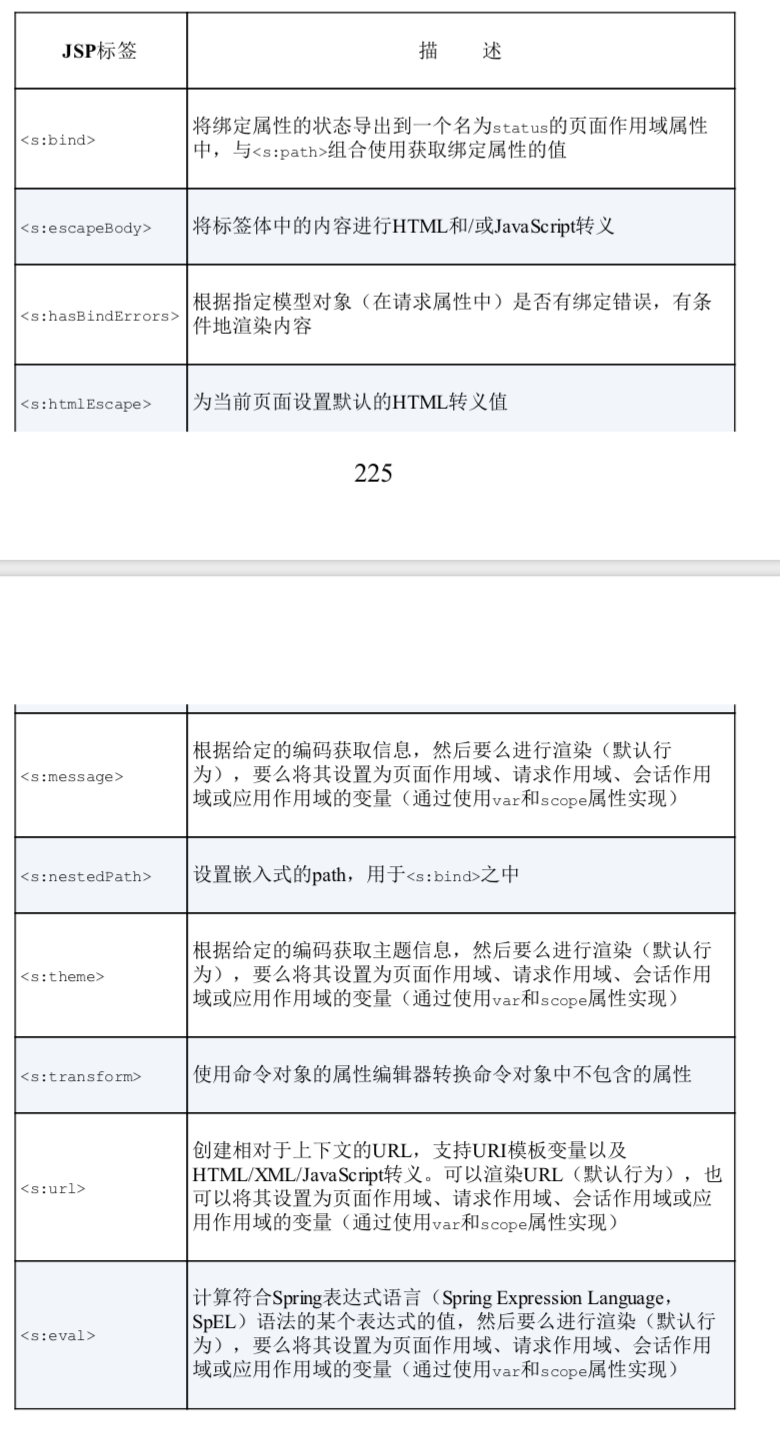 JSP标签 描 述
<s:bind> 将绑定属性的状态导出到一个名为status的页面作用域属性
中，与<s:path>组合使用获取绑定属性的值
<s:escapeBody> 将标签体中的内容进行HTML和/或JavaScript转义
<s:hasBindErrors> 根据指定模型对象（在请求属性中）是否有绑定错误，有条
件地渲染内容
<s:htmlEscape> 为当前页面设置默认的HTML转义值
225
<s:message> 根据给定的编码获取信息，然后要么进行渲染（默认行
为），要么将其设置为页面作用域、请求作用域、会话作用
域或应用作用域的变量（通过使用var和scope属性实现）
<s:nestedPath> 设置嵌入式的path，用于<s:bind>之中
<s:theme> 根据给定的编码获取主题信息，然后要么进行渲染（默认行
为），要么将其设置为页面作用域、请求作用域、会话作用
域或应用作用域的变量（通过使用var和scope属性实现）
<s:transform> 使用命令对象的属性编辑器转换命令对象中不包含的属性
<s:url> 创建相对于上下文的URL，支持URI模板变量以及
HTML/XML/JavaScript转义。可以渲染URL（默认行为），也
可以将其设置为页面作用域、请求作用域、会话作用域或应
用作用域的变量（通过使用var和scope属性实现）
<s:eval> 计算符合Spring表达式语言（Spring Expression Language，
SpEL）语法的某个表达式的值，然后要么进行渲染（默认行
为），要么将其设置为页面作用域、请求作用域、会话作用
域或应用作用域的变量（通过使用var和scope属性实现）